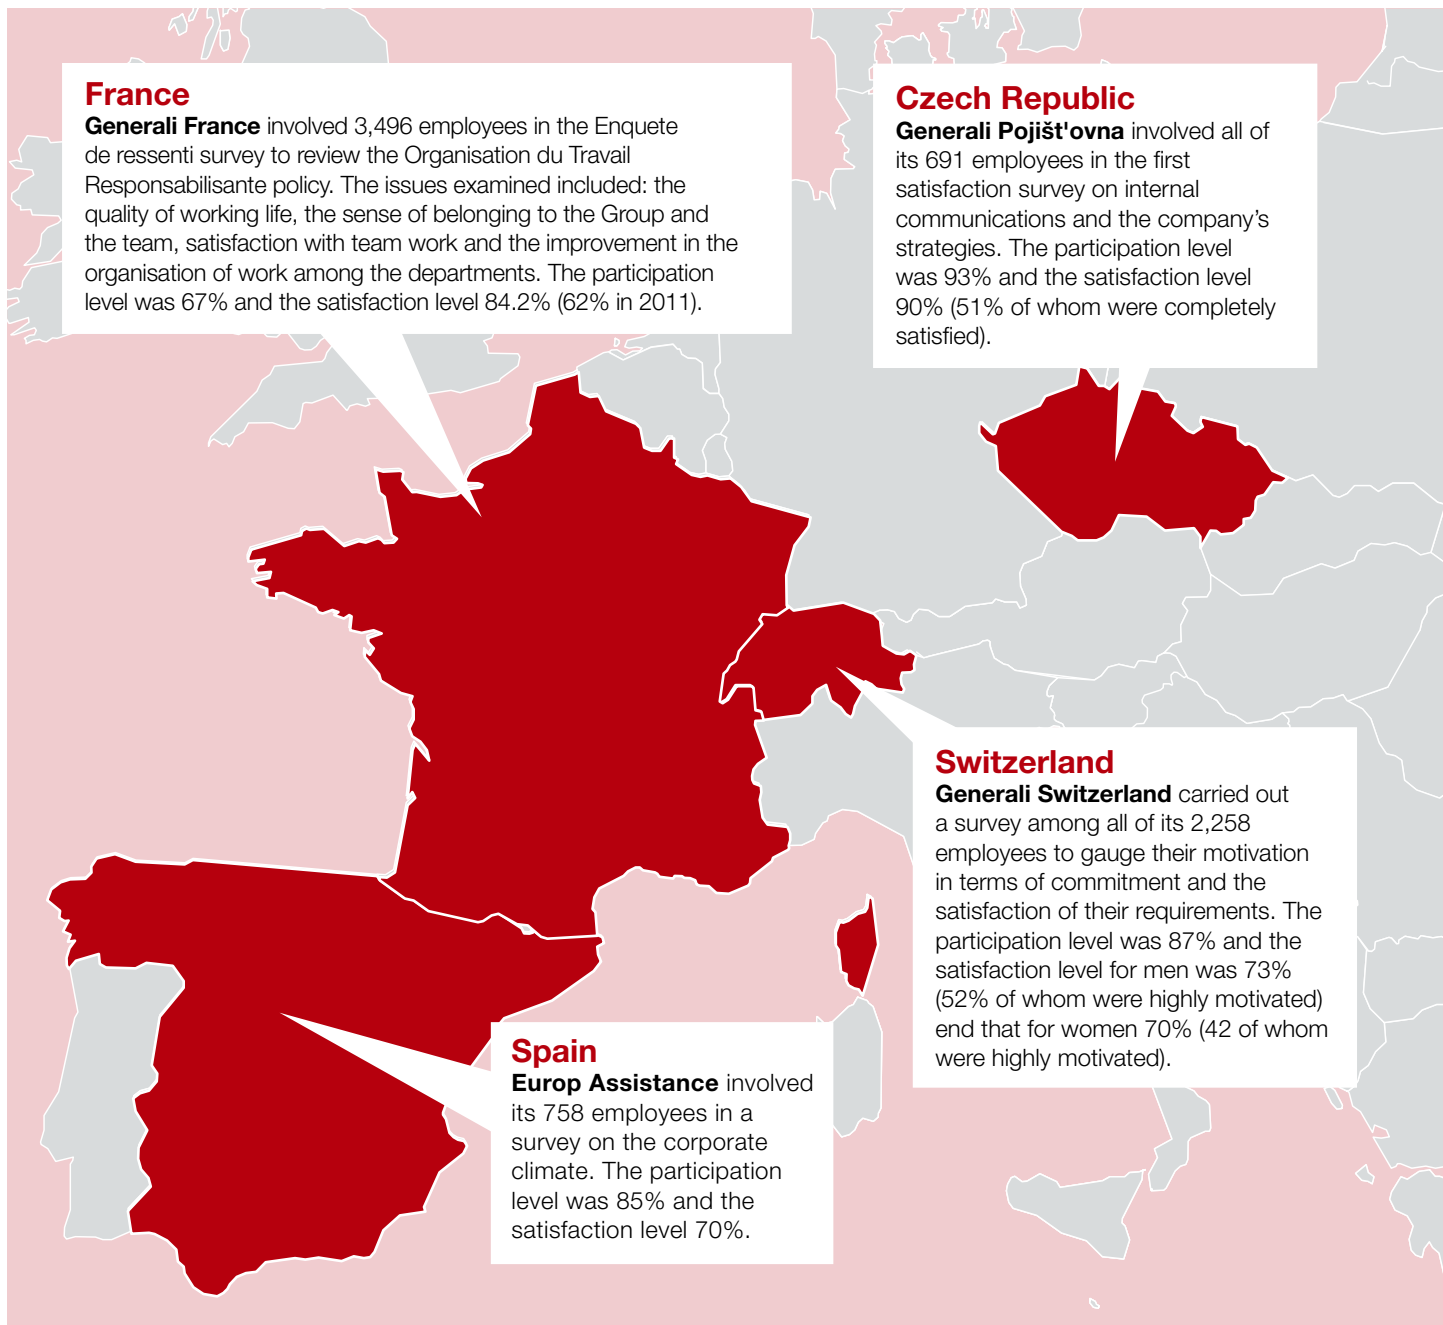 France
Generali France involved 3,496 employees in the Enquete
de ressenti survey to review the Organisation du Travail
Responsabilisante policy. The issues examined included: the
quality of working life, the sense of belonging to the Group and
the team, satisfaction with team work and the improvement in the
organisation of work among the departments. The participation
level was 67% and the satisfaction level 84.2% (62% in 2011).
Czech Republic
Generali Pojišt'ovna involved all of
its 691 employees in the first
satisfaction survey on internal
communications and the company's
strategies. The participation level
was 93% and the satisfaction level
90% (51% of whom were completely
satisfied).
Switzerland
Generali Switzerland carried out
a survey among all of its 2,258
employees to gauge their motivation
in terms of commitment and the
satisfaction of their requirements. The
participation level was 87% and the
satisfaction level for men was 73%
(52% of whom were highly motivated)
end that for women 70% (42 of whom
were highly motivated).
Spain
Europ Assistance involved
its 758 employees in a
survey on the corporate
climate. The participation
level was 85% and the
satisfaction level 70%.